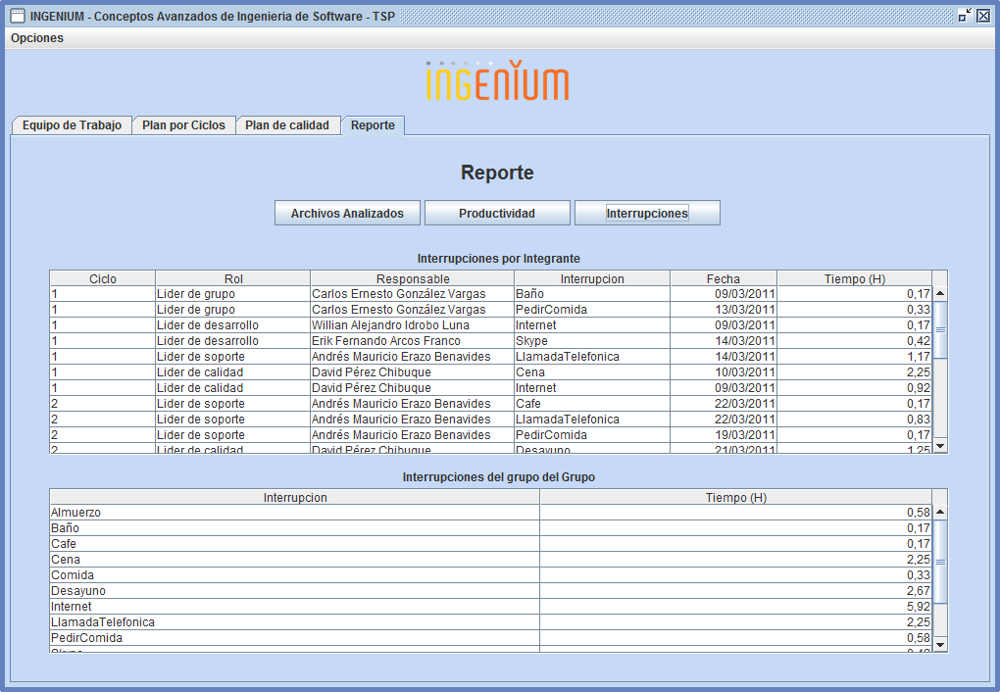 INGENIUM - Conceptos Avanzados de Ingenieria de Software - TSP
Opciones
ingenium
Equipo de Trabajo Plan por Ciclos Plan de calidad Reporte
Reporte
Archivos Analizados Productividad Interrupciones
Interrupciones por Integrante
Ciclo Rol Responsable Interrupcion Fecha Tiempo (H)
1 Lider de grupo Carlos Ernesto González Vargas Baño 09/03/2011 0,17
1 Lider de grupo Carlos Ernesto González Vargas PedirComida 13/03/2011 0,33
1 Lider de desarrollo Willian Alejandro Idrobo Luna Internet 09/03/2011 0,17
1 Lider de desarrollo Erik Fernando Arcos Franco Skype 14/03/2011 0,42
1 Lider de soporte Andrés Mauricio Erazo Benavides LlamadaTelefonica 14/03/2011 1,17
1 Lider de calidad David Pérez Chibuque Cena 10/03/2011 2,25
1 Lider de calidad David Pérez Chibuque Internet 09/03/2011 0,92
2 Lider de soporte Andrés Mauricio Erazo Benavides Cafe 22/03/2011 0,17
2 Lider de soporte Andrés Mauricio Erazo Benavides LlamadaTelefonica 22/03/2011 0,83
2 Lider de soporte Andrés Mauricio Erazo Benavides PedirComida 19/03/2011 0,17
2 Lider de calidad David Pérez Chibuque Desayuno 21/03/2011 1,25
Interrupciones del grupo del Grupo
Interrupcion Tiempo (H)
Almuerzo 0,58
Baño 0,17
Cafe 0,17
Cena 2,25
Comida 0,33
Desayuno 2,67
Internet 5,92
LlamadaTelefonica 2,25
PedirComida 0,58